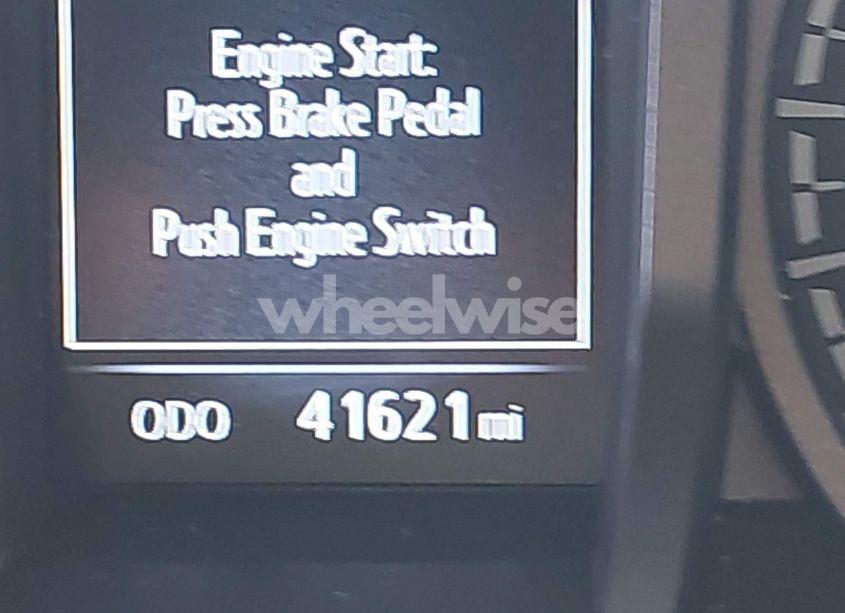 Engine Start:
Press Brake Pedal
and
Push Engine Switch
wheelwise
ODO 41621 mi